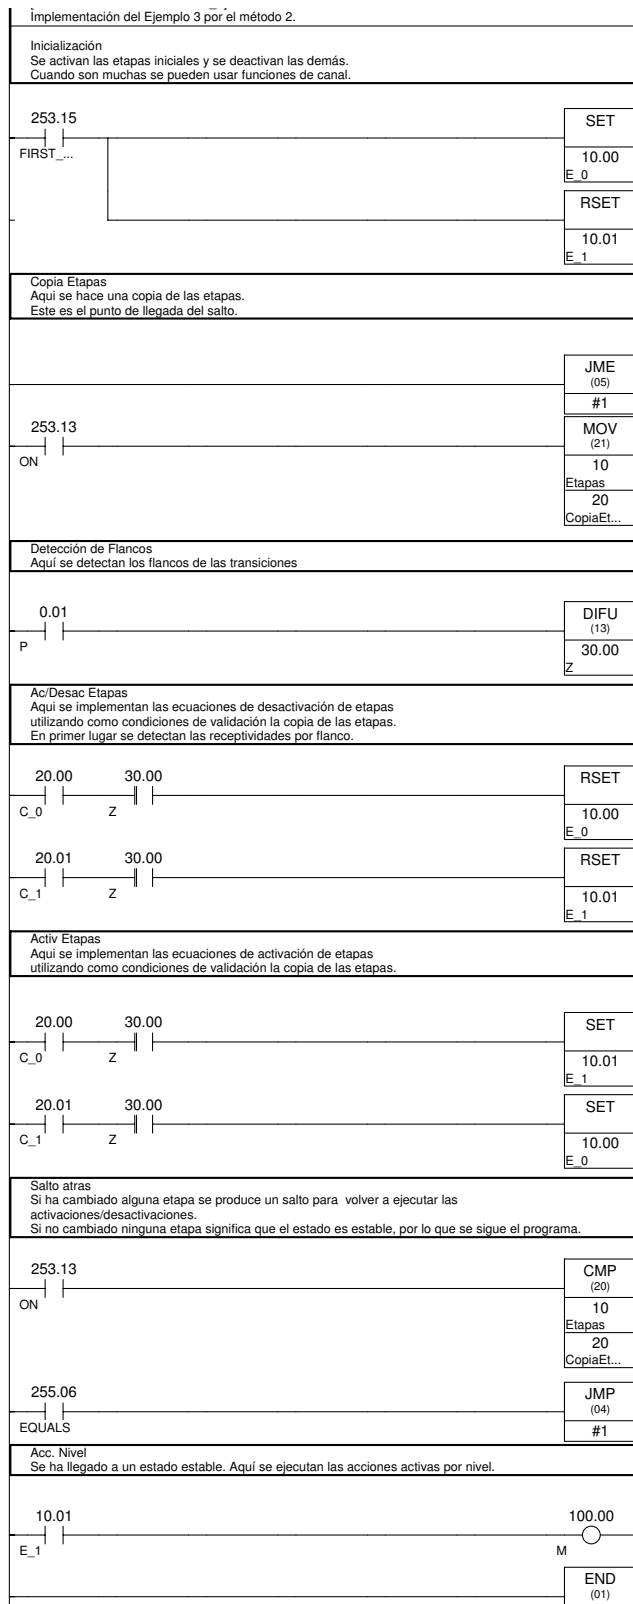 Implementación del Ejemplo 3 por el método 2.
Inicialización
Se activan las etapas iniciales y se deactivan las demás.
Cuando son muchas se pueden usar funciones de canal.
253.15
FIRST_...
SET
10.00
E_0
RSET
10.01
E_1
Copia Etapas
Aqui se hace una copia de las etapas.
Este es el punto de llegada del salto.
JME
(05)
#1
253.13
ON
MOV
(21)
10
Etapas
20
CopiaEt...
Detección de Flancos
Aquí se detectan los flancos de las transiciones
0.01
P
DIFU
(13)
30.00
Z
Ac/Desac Etapas
Aqui se implementan las ecuaciones de desactivación de etapas
utilizando como condiciones de validación la copia de las etapas.
En primer lugar se detectan las receptividades por flanco.
20.00 30.00
C_0 Z
RSET
10.00
E_0
20.01 30.00
C_1 Z
RSET
10.01
E_1
Activ Etapas
Aqui se implementan las ecuaciones de activación de etapas
utilizando como condiciones de validación la copia de las etapas.
20.00 30.00
C_0 Z
SET
10.01
E_1
20.01 30.00
C_1 Z
SET
10.00
E_0
Salto atras
Si ha cambiado alguna etapa se produce un salto para volver a ejecutar las
activaciones/desactivaciones.
Si no cambiado ninguna etapa significa que el estado es estable, por lo que se sigue el programa.
253.13
ON
CMP
(20)
10
Etapas
20
CopiaEt...
255.06
EQUALS
JMP
(04)
#1
Acc. Nivel
Se ha llegado a un estado estable. Aquí se ejecutan las acciones activas por nivel.
10.01
E_1
100.00
M
END
(01)